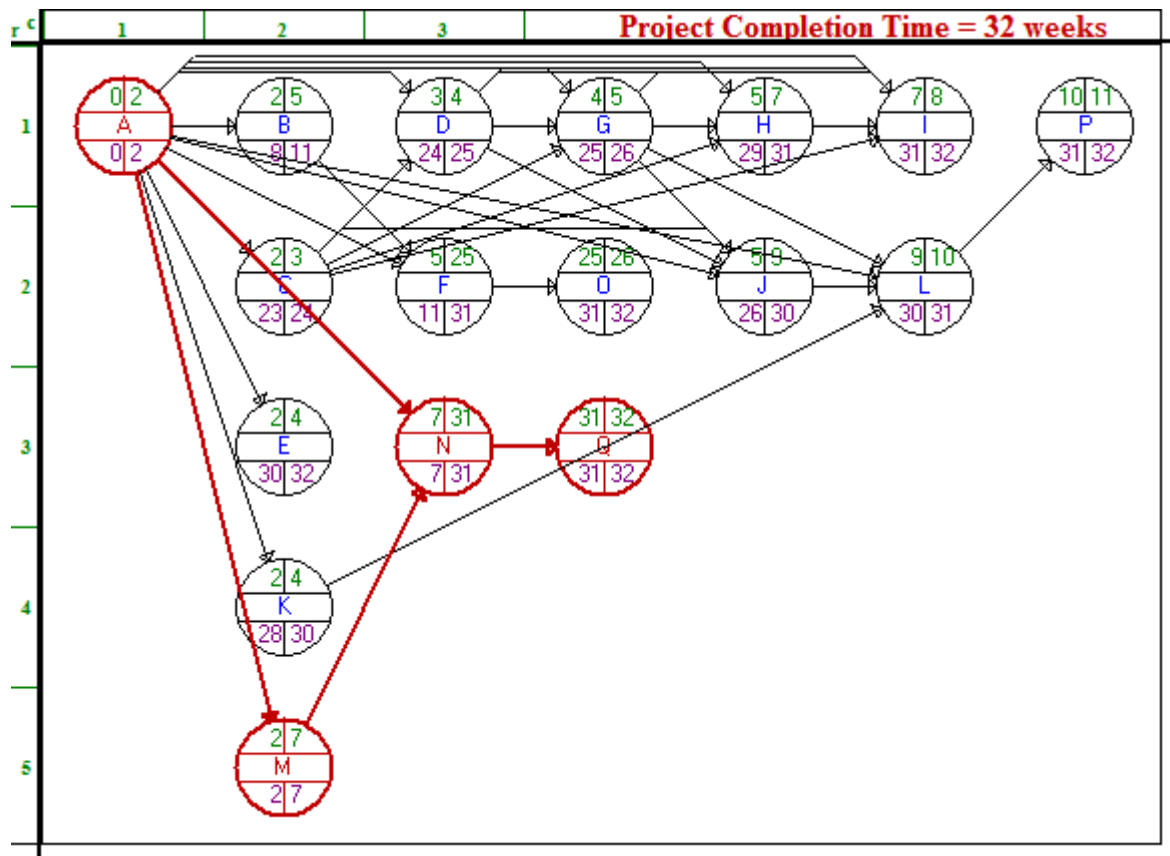 r c 1 2 3 Project Completion Time = 32 weeks
0 2 2 5 3 4 4 5 5 7 7 8 10 11
1 A B D G H I P
0 2 8 11 24 25 25 26 29 31 31 32 31 32
2 3 5 25 25 26 5 9 9 10
2 C F O J L
23 24 11 31 31 32 26 30 30 31
2 4 7 31 31 32
3 E N Q
30 32 7 31 31 32
2 4
4 K
28 30
2 7
5 M
2 7